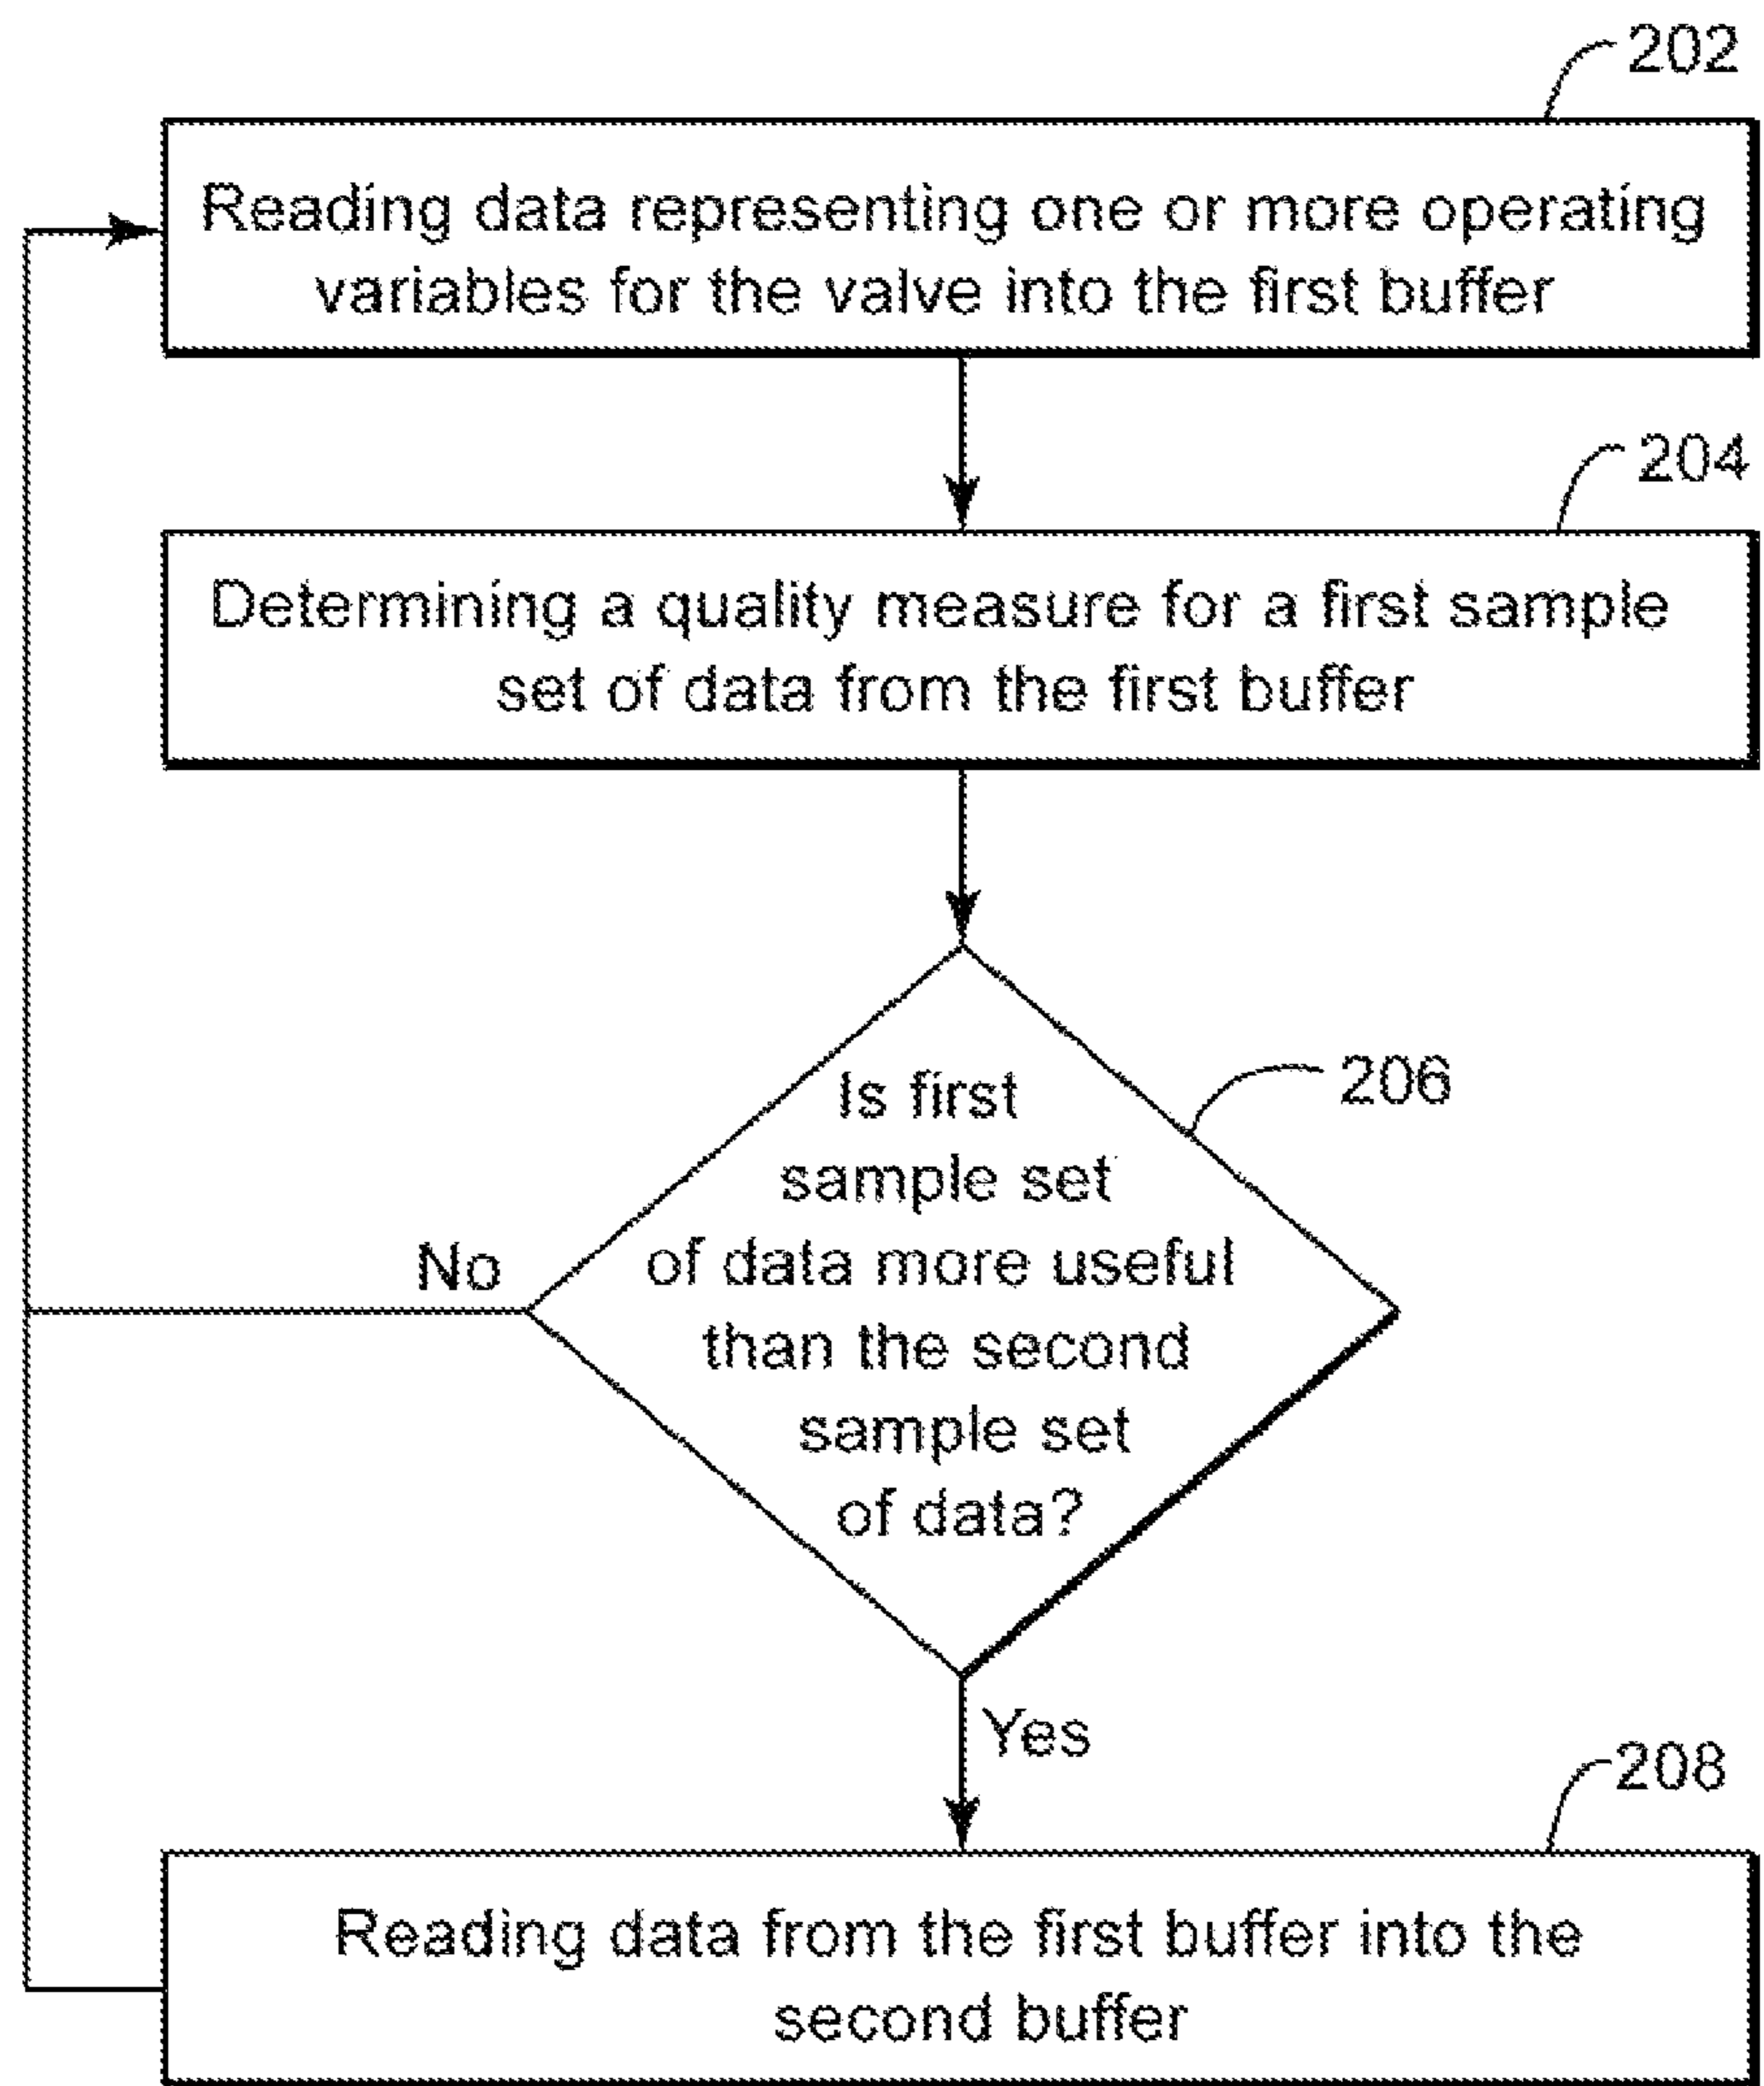 202
Reading data representing one or more operating
variables for the valve into the first buffer
204
Determining a quality measure for a first sample
set of data from the first buffer
206
Is first
sample set
of data more useful
than the second
sample set
of data?
No
Yes
208
Reading data from the first buffer into the
second buffer